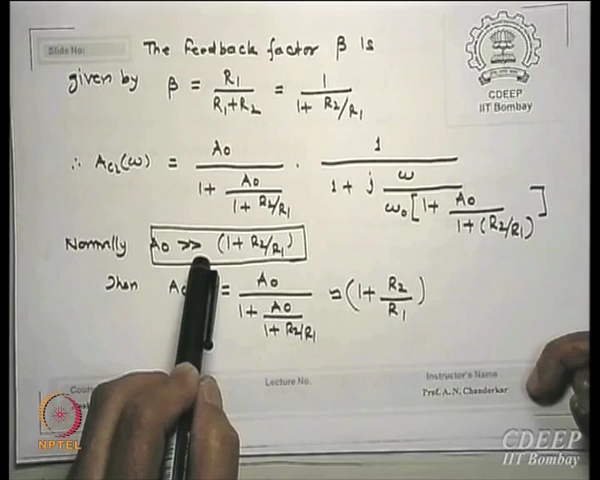 Slide No:
The feedback factor β is
given by β = R1/(R1+R2) = 1/(1+ R2/R1)
∴ ACL(ω) = A0/(1 + A0/(1+R2/R1)) . 1/(1 + j ω/(ω0[1+ A0/(1+(R2/R1))]))
Normally A0 >> (1+R2/R1)
Then = A0/(1+ A0/(1+R2/R1)) ≃ (1+ R2/R1)
CDEEP
IIT Bombay
Lecture No.
Instructor's Name
Prof. A. N. Chandorkar
NPTEL
CDEEP
IIT Bombay